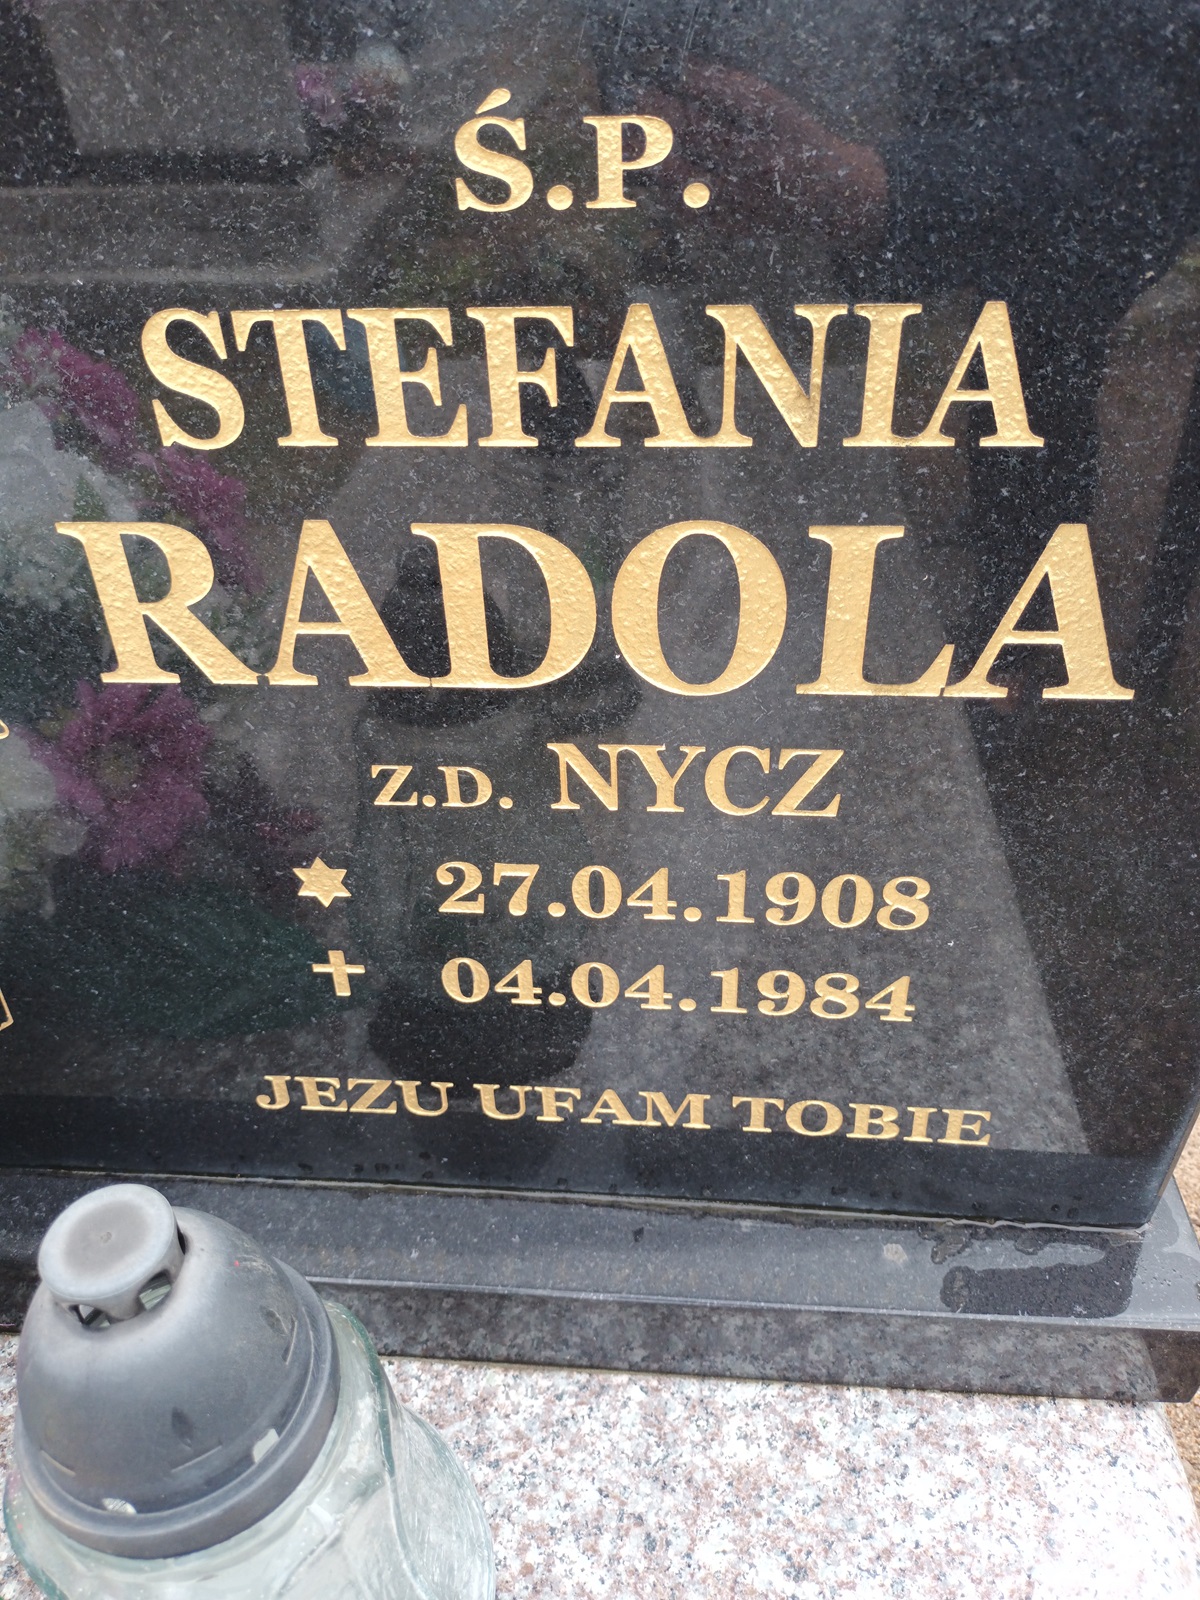 Ś.P.
STEFANIA
RADOLA
Z.D. NYCZ
✶ 27.04.1908
✝ 04.04.1984
JEZU UFAM TOBIE